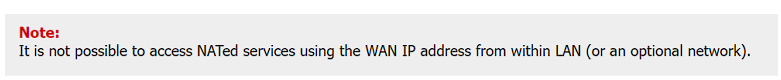 Note:
It is not possible to access NATed services using the WAN IP address from within LAN (or an optional network).